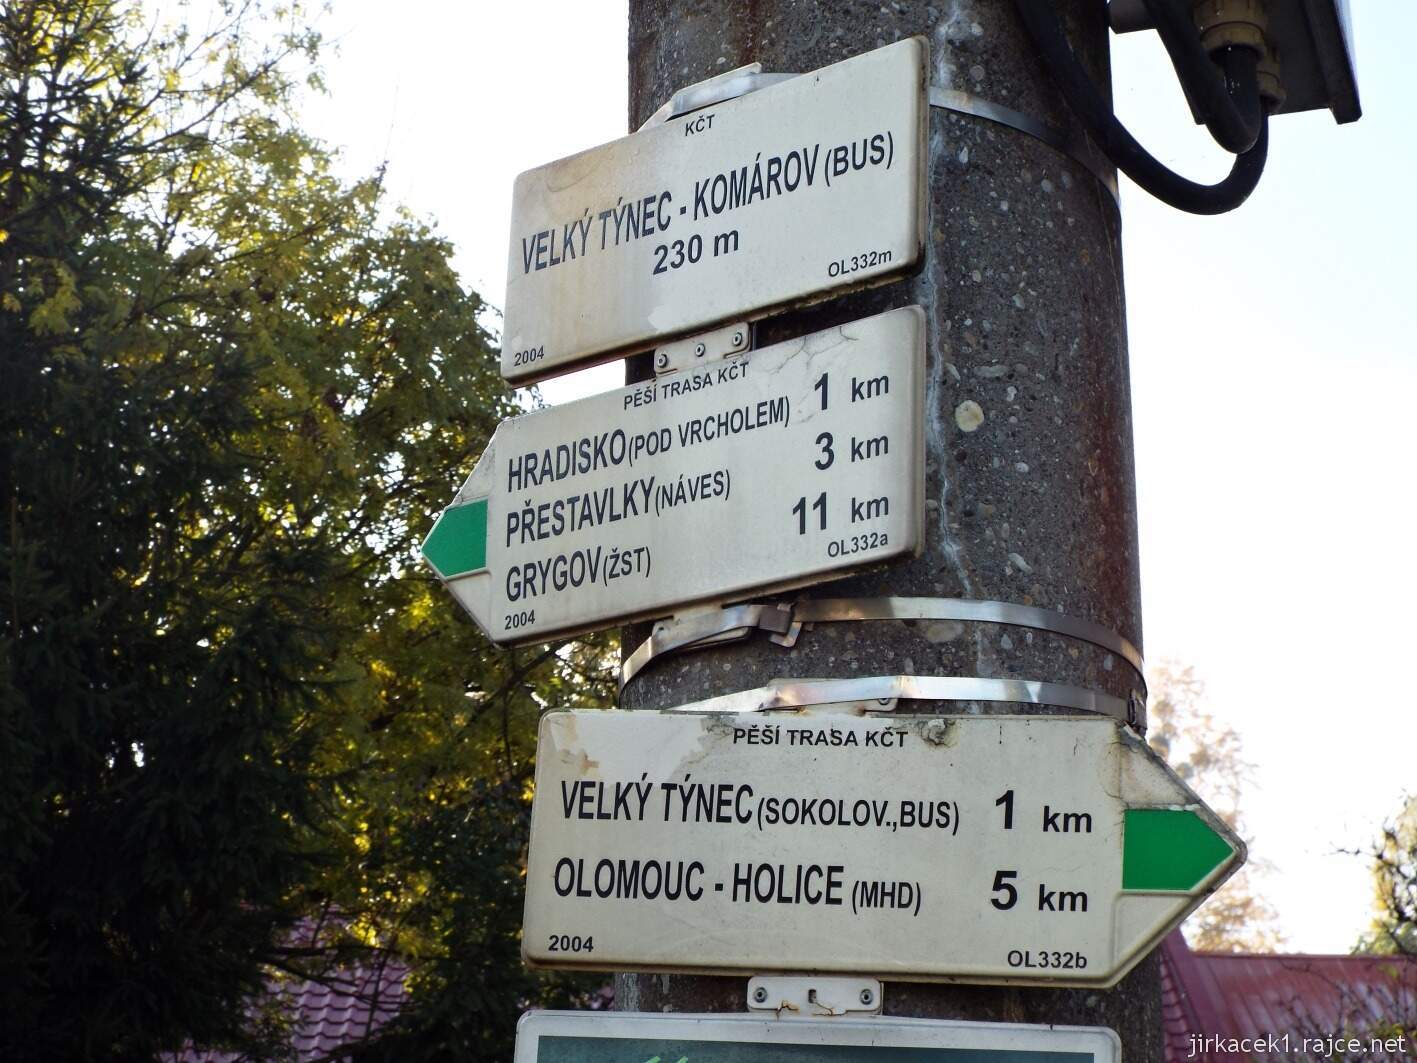 KČT
VELKÝ TÝNEC - KOMÁROV (BUS)
230 m
OL332m
2004
PĚŠÍ TRASA KČT
HRADISKO (POD VRCHOLEM) 1 km
PŘESTAVLKY (NÁVES) 3 km
GRYGOV (ŽST) 11 km
OL332a
2004
PĚŠÍ TRASA KČT
VELKÝ TÝNEC (SOKOLOV.,BUS) 1 km
OLOMOUC - HOLICE (MHD) 5 km
2004 OL332b
jirkacek1.rajce.net